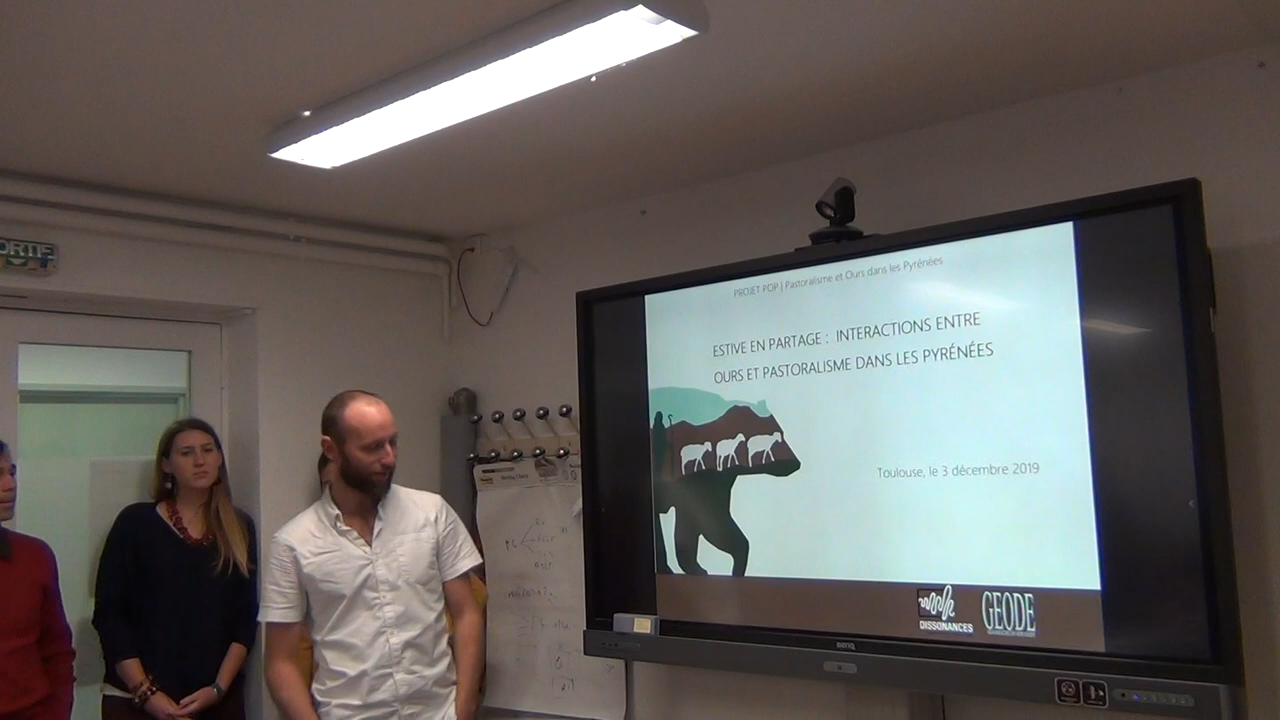 ORTIE
PROJET POP | Pastoralisme et Ours dans les Pyrénées
ESTIVE EN PARTAGE : INTERACTIONS ENTRE
OURS ET PASTORALISME DANS LES PYRÉNÉES
Toulouse, le 3 décembre 2019
DISSONANCES
GEODE
BenQ